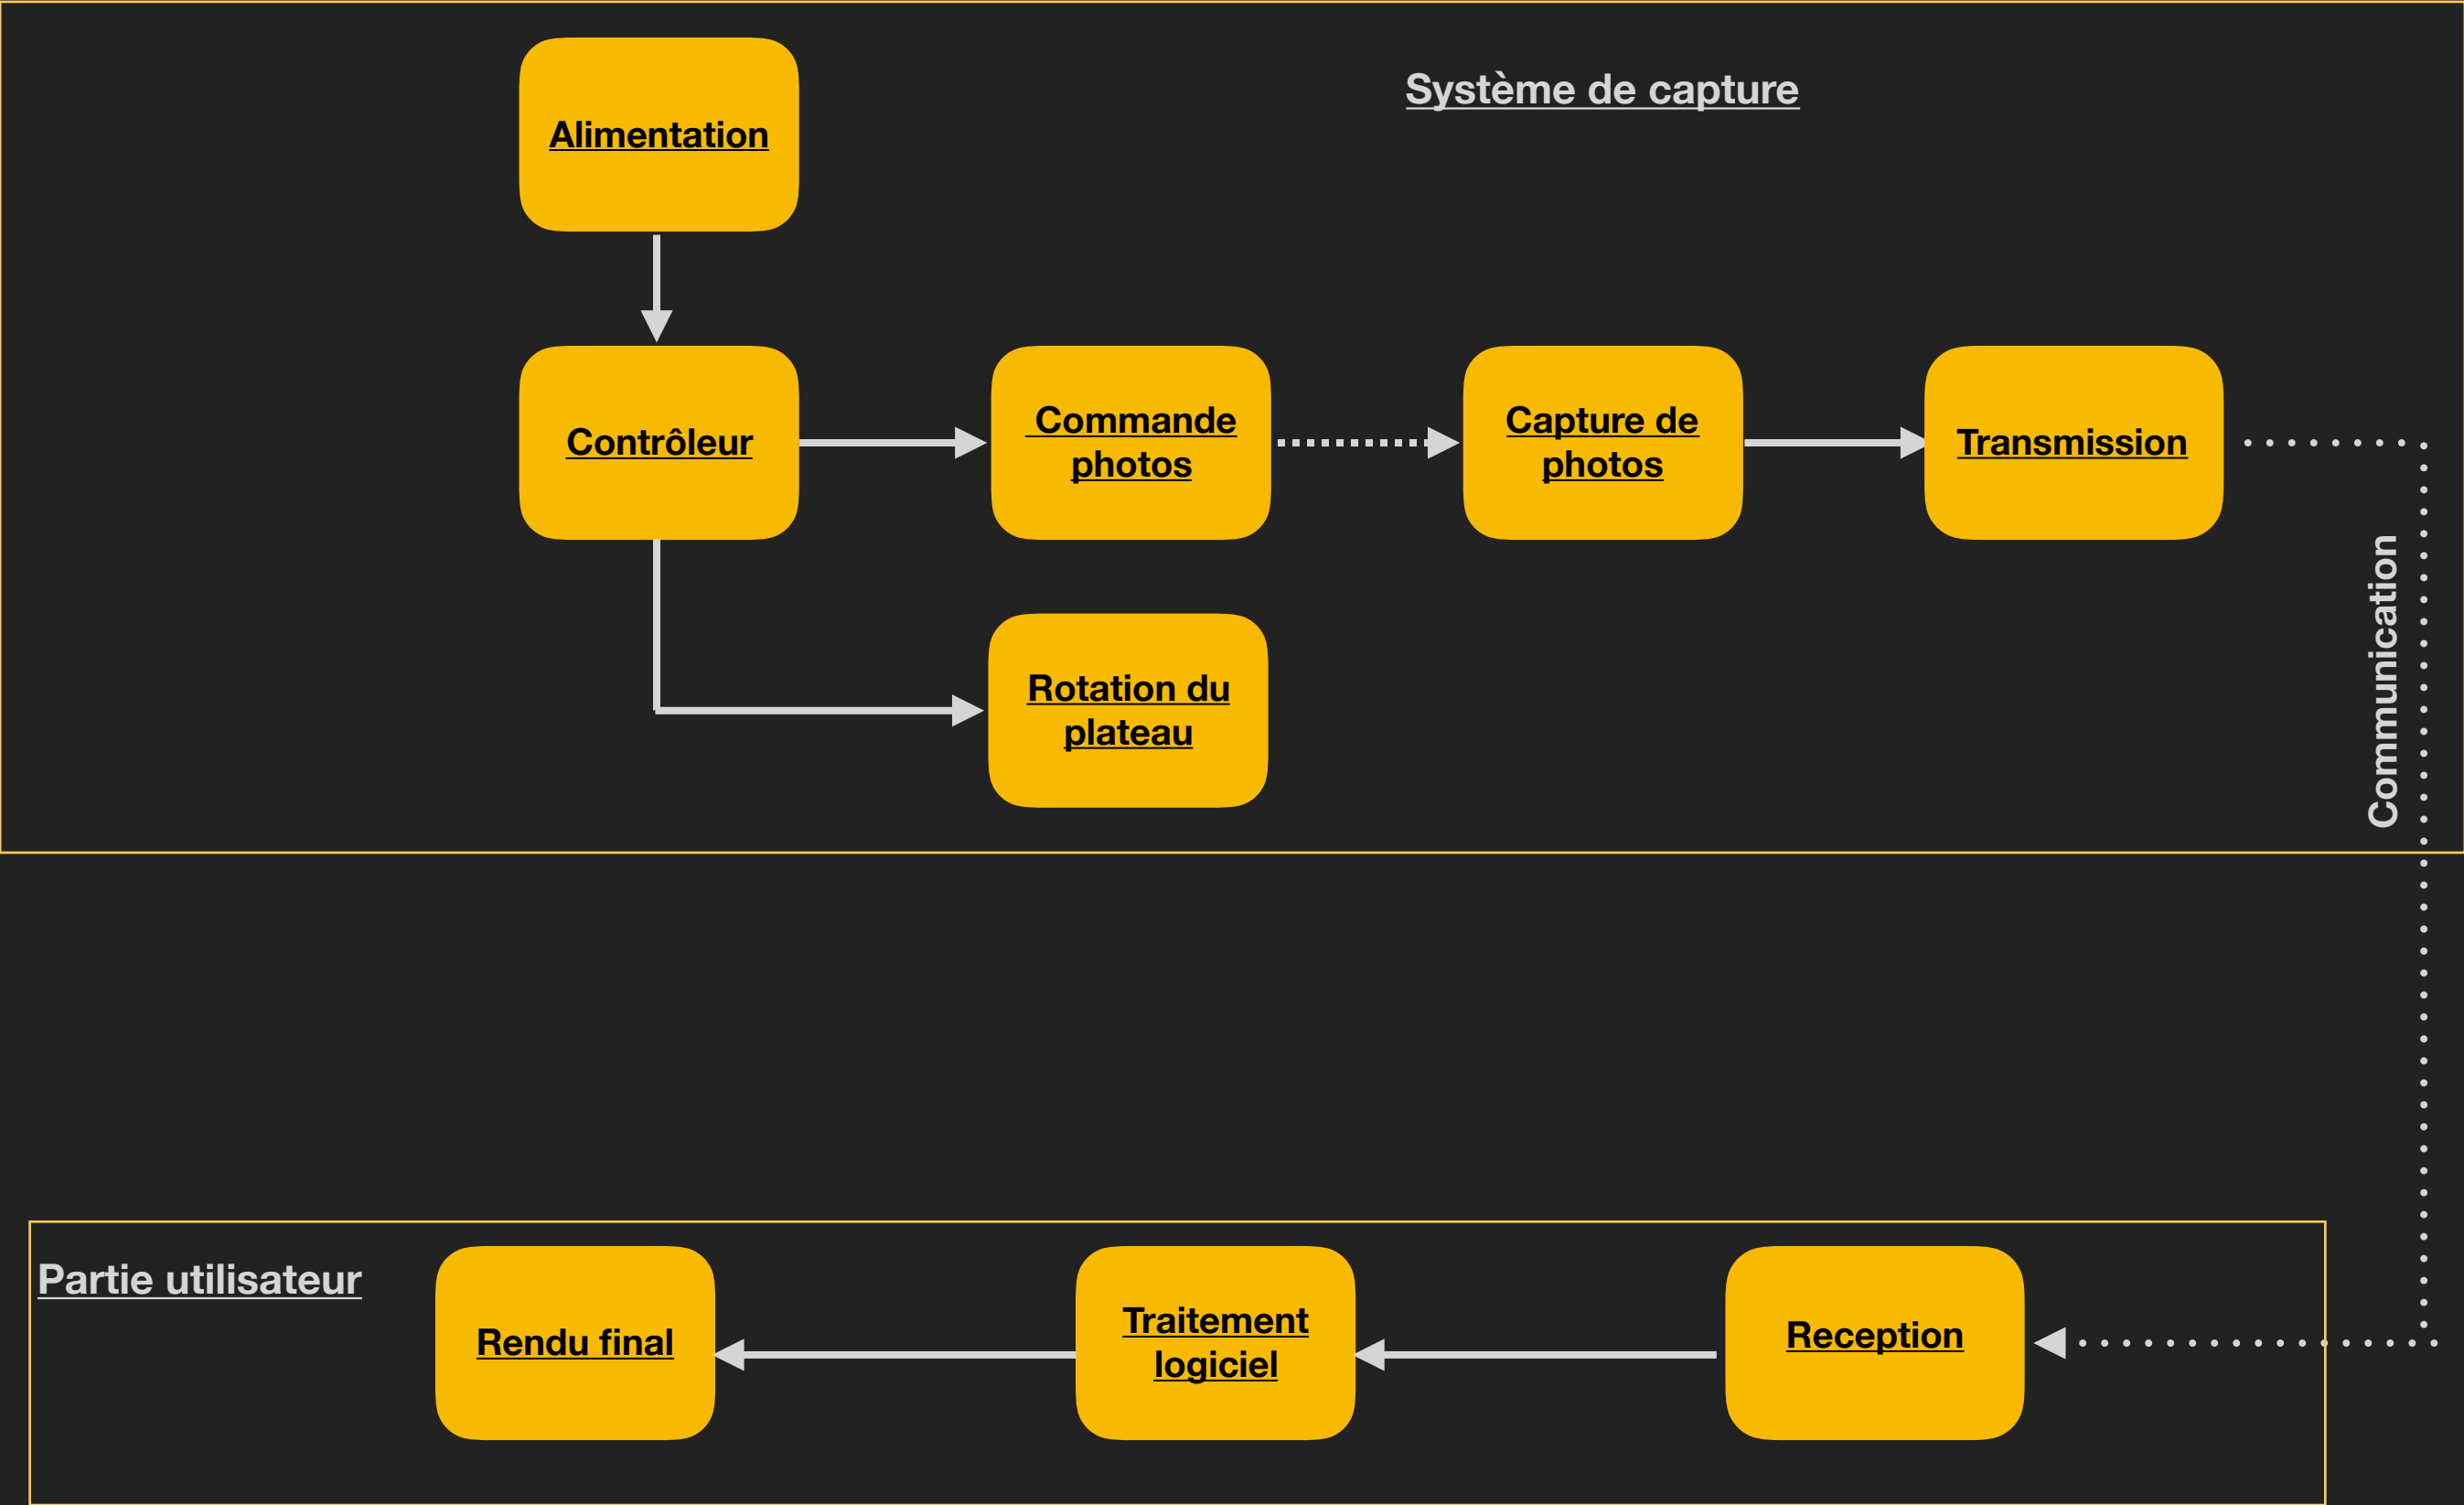 Système de capture
Alimentation
Contrôleur
Commande
photos
Capture de
photos
Transmission
Communication
Rotation du
plateau
Partie utilisateur
Rendu final
Traitement
logiciel
Reception